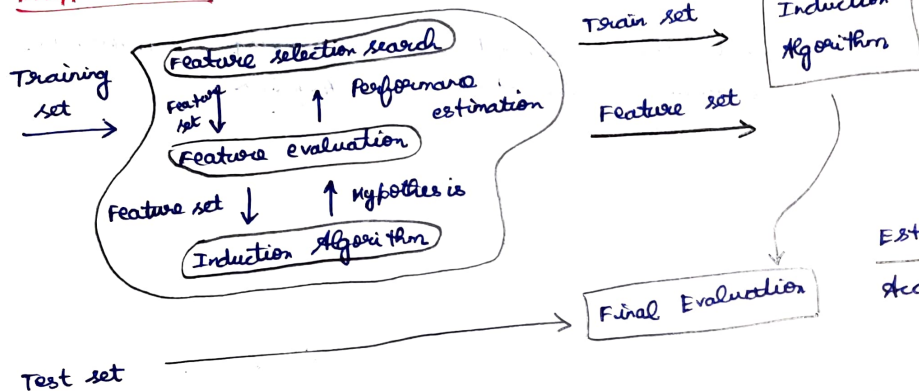 Training
set
Feature selection search
Feature
set
Performance
estimation
Feature evaluation
Feature set
Hypothesis
Induction Algorithm
Train set
Feature set
Induction
Algorithm
Final Evaluation
Test set